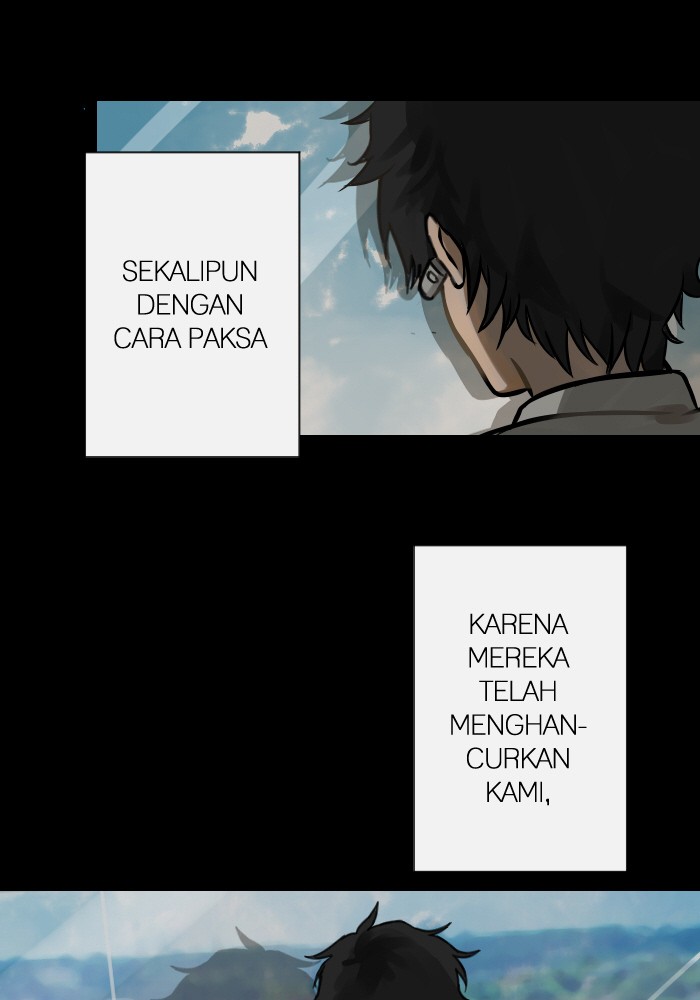 SEKALIPUN
DENGAN
CARA PAKSA
KARENA
MEREKA
TELAH
MENGHAN-
CURKAN
KAMI,